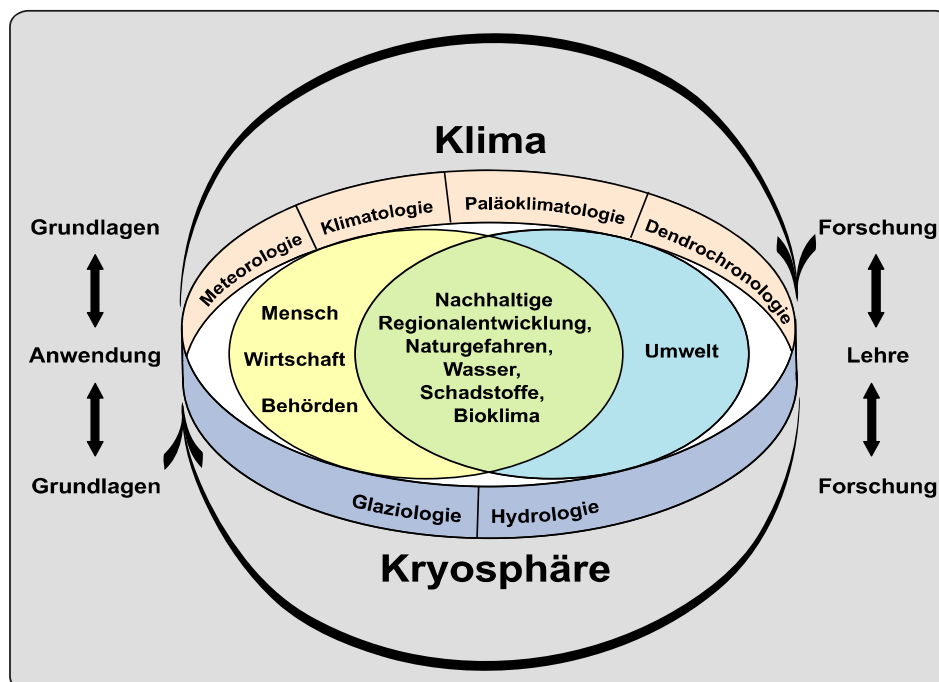 Klima
Meteorologie
Klimatologie
Paläoklimatologie
Dendrochronologie
Grundlagen
Anwendung
Grundlagen
Mensch
Wirtschaft
Behörden
Nachhaltige
Regionalentwicklung,
Naturgefahren,
Wasser,
Schadstoffe,
Bioklima
Umwelt
Forschung
Lehre
Forschung
Glaziologie
Hydrologie
Kryosphäre